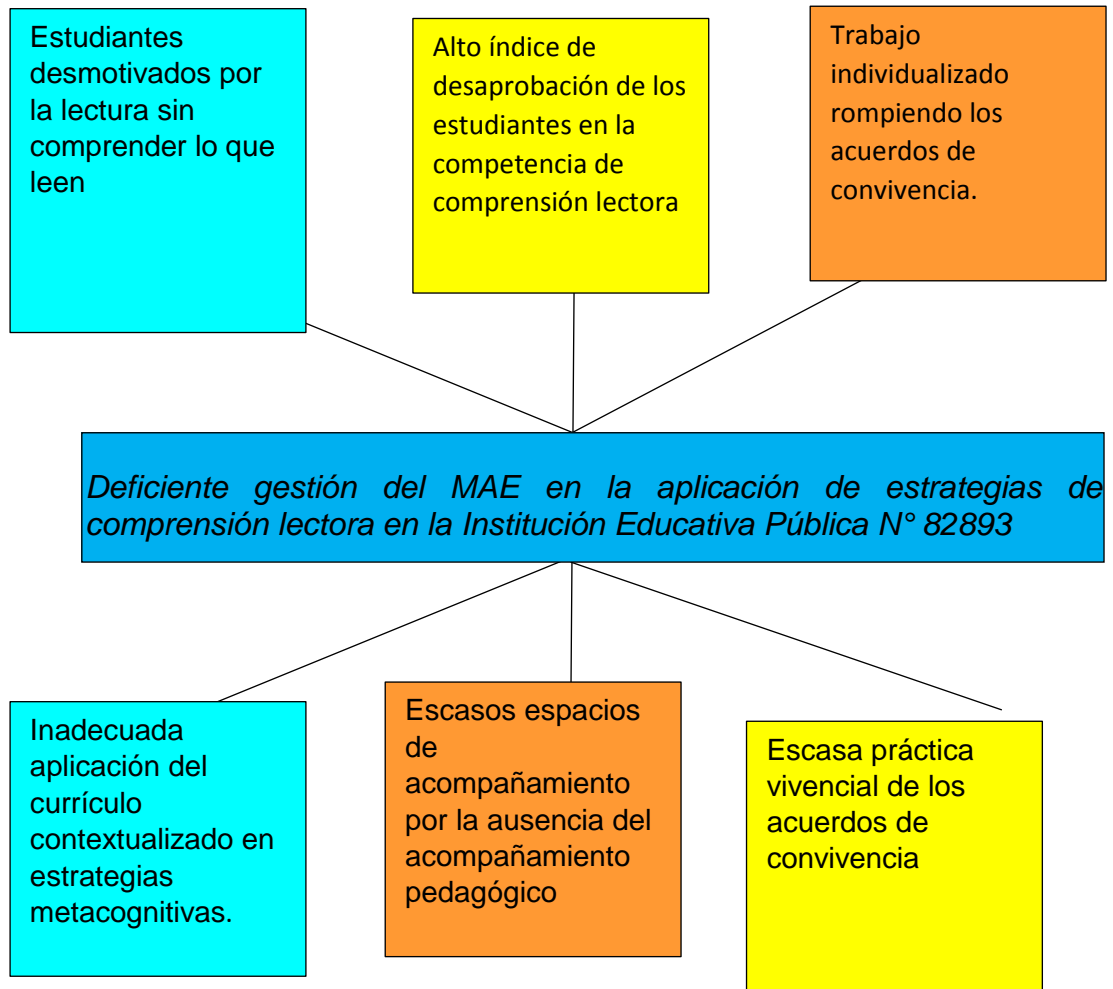 Estudiantes
desmotivados por
la lectura sin
comprender lo que
leen
Alto índice de
desaprobación de los
estudiantes en la
competencia de
comprensión lectora
Trabajo
individualizado
rompiendo los
acuerdos de
convivencia.
Deficiente gestión del MAE en la aplicación de estrategias de
comprensión lectora en la Institución Educativa Pública N° 82893
Inadecuada
aplicación del
currículo
contextualizado en
estrategias
metacognitivas.
Escasos espacios
de
acompañamiento
por la ausencia del
acompañamiento
pedagógico
Escasa práctica
vivencial de los
acuerdos de
convivencia